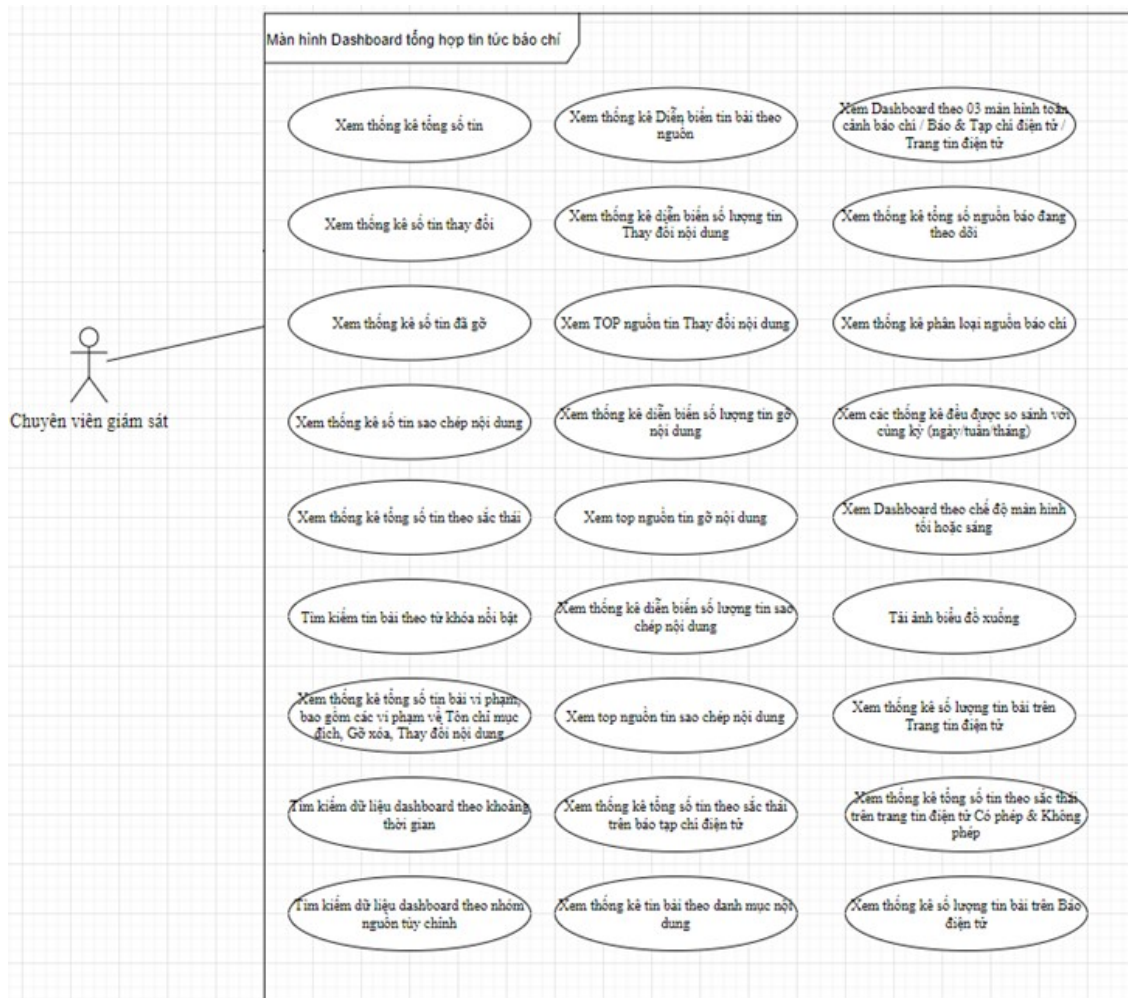 Màn hình Dashboard tổng hợp tin tức báo chí
Xem thống kê tổng số tin
Xem thống kê Diễn biến tin bài theo
nguồn
Xem Dashboard theo 03 màn hình toàn
cảnh báo chí / Báo & Tạp chí điện tử /
Trang tin điện tử
Xem thống kê số tin thay đổi
Xem thống kê diễn biến số lượng tin
Thay đổi nội dung
Xem thống kê tổng số nguồn báo đang
theo dõi
Xem thống kê số tin đã gỡ
Xem TOP nguồn tin Thay đổi nội dung
Xem thống kê phân loại nguồn báo chí
Chuyên viên giám sát
Xem thống kê số tin sao chép nội dung
Xem thống kê diễn biến số lượng tin gỡ
nội dung
Xem các thống kê đều được so sánh với
cùng kỳ (ngày/tuần/tháng)
Xem thống kê tổng số tin theo sắc thái
Xem top nguồn tin gỡ nội dung
Xem Dashboard theo chế độ màn hình
tối hoặc sáng
Tìm kiếm tin bài theo từ khóa nổi bật
Xem thống kê diễn biến số lượng tin sao
chép nội dung
Tải ảnh biểu đồ xuống
Xem thống kê tổng số tin bài vi phạm,
bao gồm các vi phạm về Tôn chỉ mục
đích, Gỡ xóa, Thay đổi nội dung
Xem top nguồn tin sao chép nội dung
Xem thống kê số lượng tin bài trên
Trang tin điện tử
Tìm kiếm dữ liệu dashboard theo khoảng
thời gian
Xem thống kê tổng số tin theo sắc thái
trên báo tạp chí điện tử
Xem thống kê tổng số tin theo sắc thái
trên trang tin điện tử Có phép & Không
phép
Tìm kiếm dữ liệu dashboard theo nhóm
nguồn tùy chỉnh
Xem thống kê tin bài theo danh mục nội
dung
Xem thống kê số lượng tin bài trên Báo
điện tử